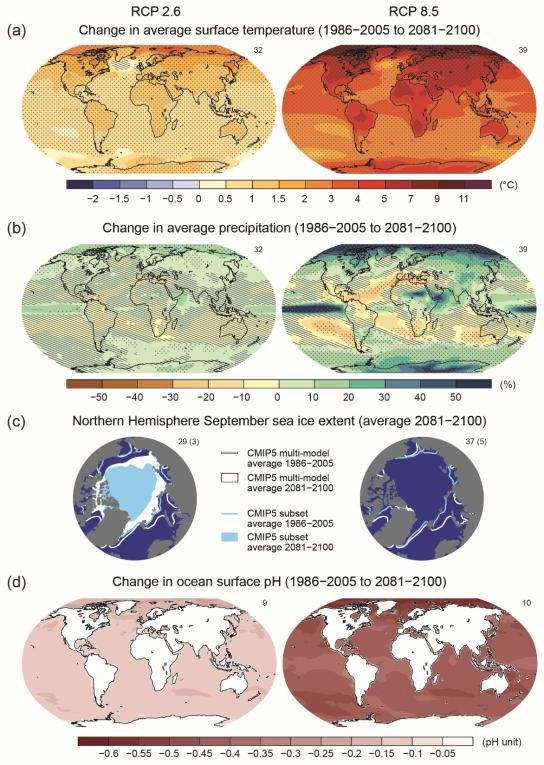 RCP 2.6 RCP 8.5
(a) Change in average surface temperature (1986−2005 to 2081−2100)
32 39
−2 −1.5 −1 −0.5 0 0.5 1 1.5 2 3 4 5 7 9 11 (°C)
(b) Change in average precipitation (1986−2005 to 2081−2100)
32 39
−50 −40 −30 −20 −10 0 10 20 30 40 50 (%)
(c) Northern Hemisphere September sea ice extent (average 2081−2100)
29 (3) 37 (5)
CMIP5 multi-model
average 1986−2005
CMIP5 multi-model
average 2081−2100
CMIP5 subset
average 1986−2005
CMIP5 subset
average 2081−2100
(d) Change in ocean surface pH (1986−2005 to 2081−2100)
9 10
−0.6 −0.55 −0.5 −0.45 −0.4 −0.35 −0.3 −0.25 −0.2 −0.15 −0.1 −0.05 (pH unit)